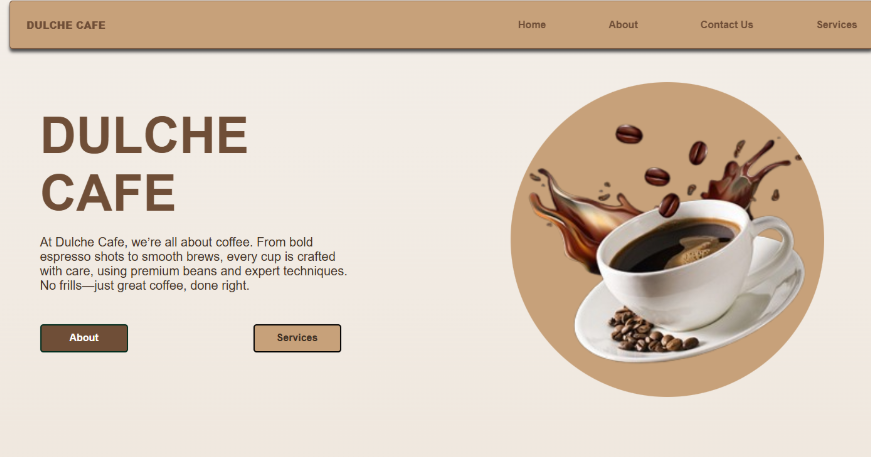 DULCHE CAFE
Home
About
Contact Us
Services
DULCHE
CAFE
At Dulche Cafe, we're all about coffee. From bold
espresso shots to smooth brews, every cup is crafted
with care, using premium beans and expert techniques.
No frills—just great coffee, done right.
About
Services